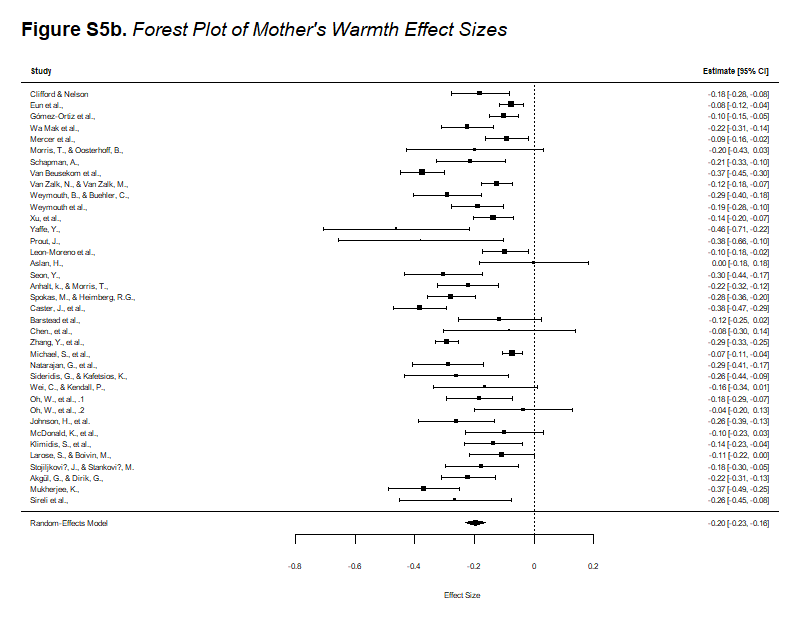 Figure S5b. Forest Plot of Mother's Warmth Effect Sizes
Study Estimate [95% CI]
Clifford & Nelson -0.18 [-0.28, -0.08]
Eun et al., -0.08 [-0.12, -0.04]
Gómez-Ortiz et al., -0.10 [-0.15, -0.05]
Wa Mak et al., -0.22 [-0.31, -0.14]
Mercer et al., -0.09 [-0.16, -0.02]
Morris, T., & Oosterhoff, B., -0.20 [-0.43, 0.03]
Schapman, A., -0.21 [-0.33, -0.10]
Van Beusekom et al., -0.37 [-0.45, -0.30]
Van Zalk, N., & Van Zalk, M., -0.12 [-0.18, -0.07]
Weymouth, B., & Buehler, C., -0.29 [-0.40, -0.18]
Weymouth et al., -0.19 [-0.28, -0.10]
Xu, et al., -0.14 [-0.20, -0.07]
Yaffe, Y., -0.46 [-0.71, -0.22]
Prout, J., -0.38 [-0.66, -0.10]
Leon-Moreno et al., -0.10 [-0.18, -0.02]
Aslan, H., 0.00 [-0.18, 0.18]
Seon, Y., -0.30 [-0.44, -0.17]
Anhalt, k., & Morris, T., -0.22 [-0.32, -0.12]
Spokas, M., & Heimberg, R.G., -0.28 [-0.36, -0.20]
Caster, J., et al., -0.38 [-0.47, -0.29]
Barstead et al., -0.12 [-0.25, 0.02]
Chen., et al., -0.08 [-0.30, 0.14]
Zhang, Y., et al., -0.29 [-0.33, -0.25]
Michael, S., et al., -0.07 [-0.11, -0.04]
Natarajan, G., et al., -0.29 [-0.41, -0.17]
Sideridis, G., & Kafetsios, K., -0.26 [-0.44, -0.09]
Wei, C., & Kendall, P., -0.16 [-0.34, 0.01]
Oh, W., et al., .1 -0.18 [-0.29, -0.07]
Oh, W., et al., .2 -0.04 [-0.20, 0.13]
Johnson, H., et al. -0.26 [-0.39, -0.13]
McDonald, K., et al., -0.10 [-0.23, 0.03]
Klimidis, S., et al., -0.14 [-0.23, -0.04]
Larose, S., & Boivin, M., -0.11 [-0.22, 0.00]
Stojiljkovi?, J., & Stankovi?, M. -0.18 [-0.30, -0.05]
Akgül, G., & Dirik, G., -0.22 [-0.31, -0.13]
Mukherjee, K., -0.37 [-0.49, -0.25]
Sireli et al., -0.26 [-0.45, -0.08]
Random-Effects Model -0.20 [-0.23, -0.16]
-0.8 -0.6 -0.4 -0.2 0 0.2
Effect Size